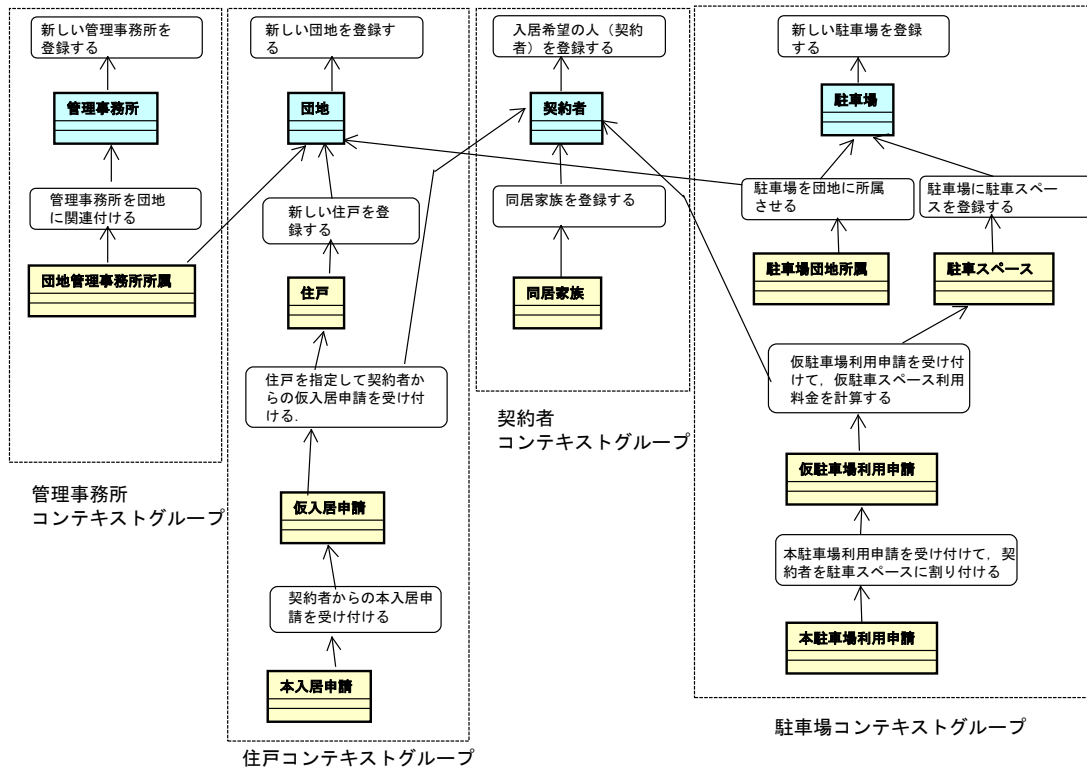 新しい管理事務所を
登録する
管理事務所
管理事務所を団地
に関連付ける
団地管理事務所所属
管理事務所
コンテキストグループ
新しい団地を登録す
る
団地
新しい住戸を登
録する
住戸
住戸を指定して契約者か
らの仮入居申請を受け付
ける.
仮入居申請
契約者からの本入居申
請を受け付ける
本入居申請
住戸コンテキストグループ
入居希望の人（契約
者）を登録する
契約者
同居家族を登録する
同居家族
契約者
コンテキストグループ
新しい駐車場を登録
する
駐車場
駐車場を団地に所属
させる
駐車場に駐車スペー
スを登録する
駐車場団地所属
駐車スペース
仮駐車場利用申請を受け付
けて，仮駐車スペース利用
料金を計算する
仮駐車場利用申請
本駐車場利用申請を受け付けて，契
約者を駐車スペースに割り付ける
本駐車場利用申請
駐車場コンテキストグループ